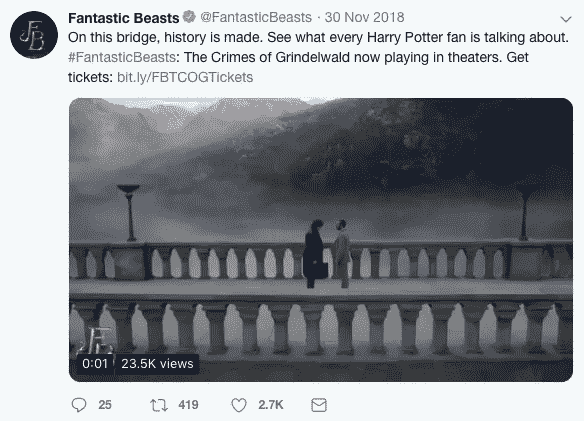 Fantastic Beasts @FantasticBeasts · 30 Nov 2018
On this bridge, history is made. See what every Harry Potter fan is talking about.
#FantasticBeasts: The Crimes of Grindelwald now playing in theaters. Get
tickets: bit.ly/FBTCOGTickets
0:01 23.5K views
25 419 2.7K